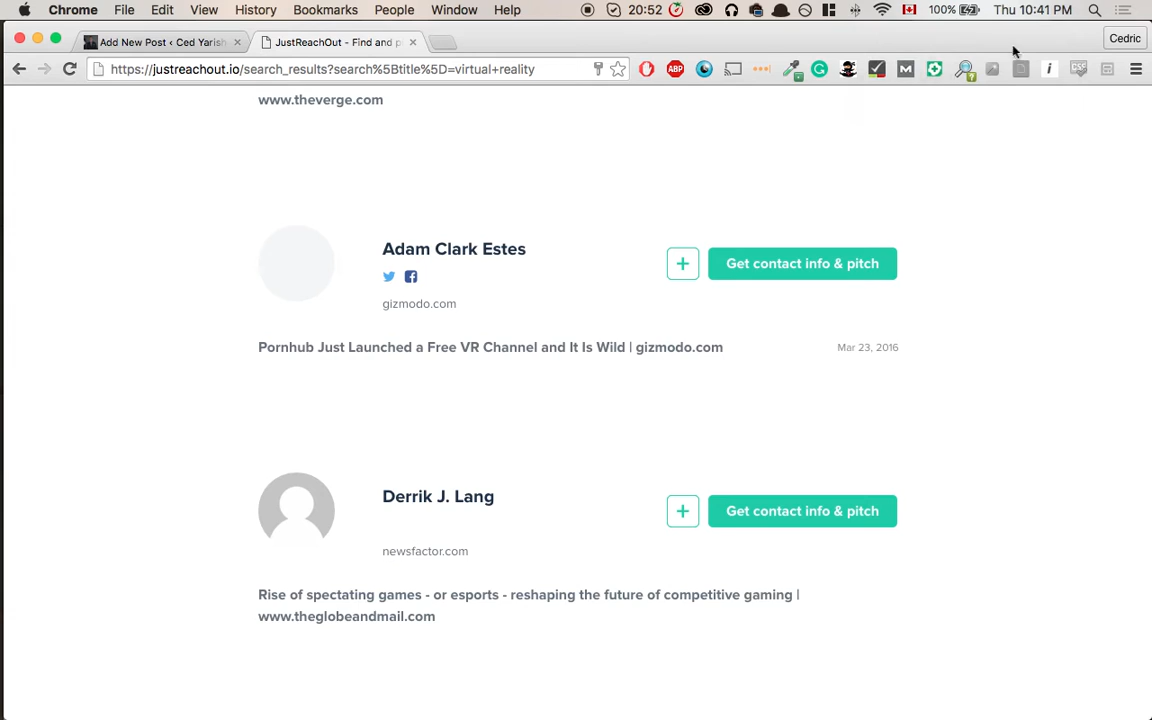 Chrome File Edit View History Bookmarks People Window Help 20:52 100% Thu 10:41 PM
Add New Post ‹ Ced Yarish JustReachOut - Find and p Cedric
https://justreachout.io/search_results?search%5Btitle%5D=virtual+reality
www.theverge.com
Adam Clark Estes
+ Get contact info & pitch
gizmodo.com
Pornhub Just Launched a Free VR Channel and It Is Wild | gizmodo.com Mar 23, 2016
Derrik J. Lang
+ Get contact info & pitch
newsfactor.com
Rise of spectating games - or esports - reshaping the future of competitive gaming |
www.theglobeandmail.com